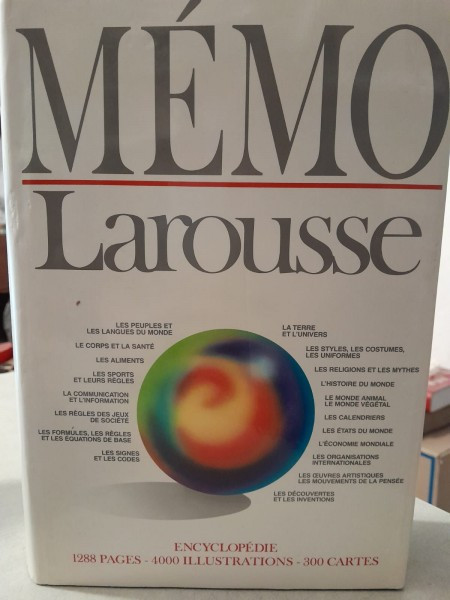 MÉMO
Larousse
LES PEUPLES ET
LES LANGUES DU MONDE
LE CORPS ET LA SANTÉ
LES ALIMENTS
LES SPORTS
ET LEURS RÈGLES
LA COMMUNICATION
ET L'INFORMATION
LES RÈGLES DES JEUX
DE SOCIÉTÉ
LES FORMULES, LES RÈGLES
ET LES ÉQUATIONS DE BASE
LES SIGNES
ET LES CODES
LA TERRE
ET L'UNIVERS
LES STYLES, LES COSTUMES,
LES UNIFORMES
LES RELIGIONS ET LES MYTHES
L'HISTOIRE DU MONDE
LE MONDE ANIMAL
LE MONDE VÉGÉTAL
LES CALENDRIERS
LES ÉTATS DU MONDE
L'ÉCONOMIE MONDIALE
LES ORGANISATIONS
INTERNATIONALES
LES ŒUVRES ARTISTIQUES
LES MOUVEMENTS DE LA PENSÉE
LES DÉCOUVERTES
ET LES INVENTIONS
ENCYCLOPÉDIE
1288 PAGES - 4000 ILLUSTRATIONS - 300 CARTES